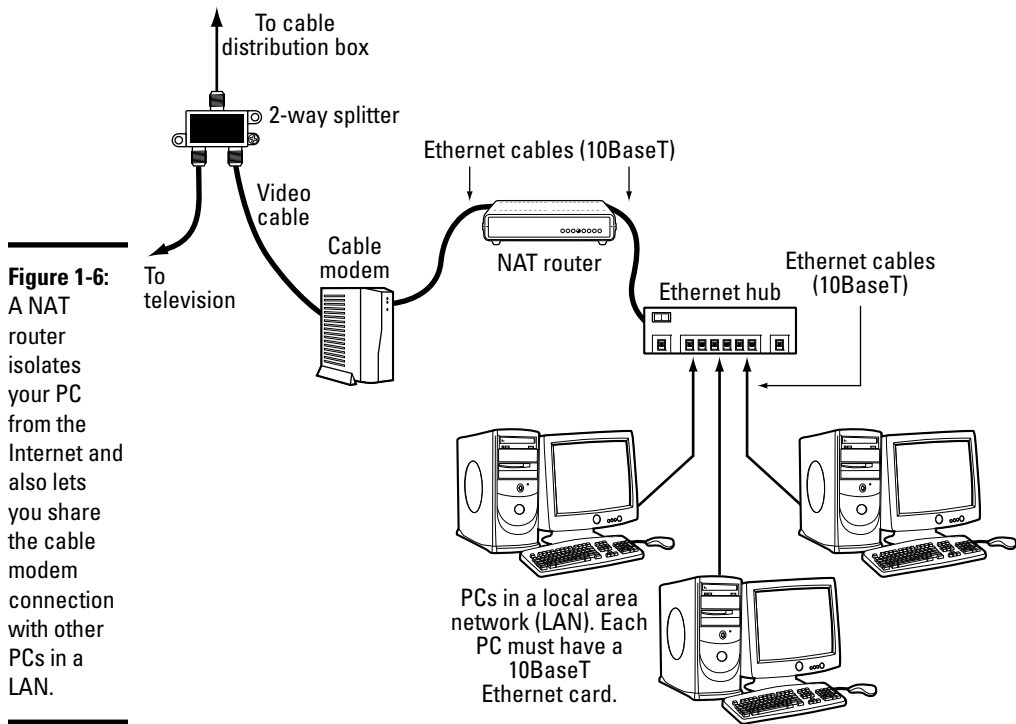 To cable
distribution box
2-way splitter
Ethernet cables (10BaseT)
Video
cable
Cable
modem
NAT router
To
television
Ethernet hub
Ethernet cables
(10BaseT)
Figure 1-6:
A NAT
router
isolates
your PC
from the
Internet and
also lets
you share
the cable
modem
connection
with other
PCs in a
LAN.
PCs in a local area
network (LAN). Each
PC must have a
10BaseT
Ethernet card.